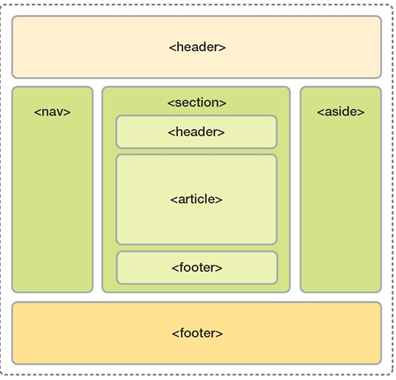 <header>
<nav>
<section>
<aside>
<header>
<article>
<footer>
<footer>